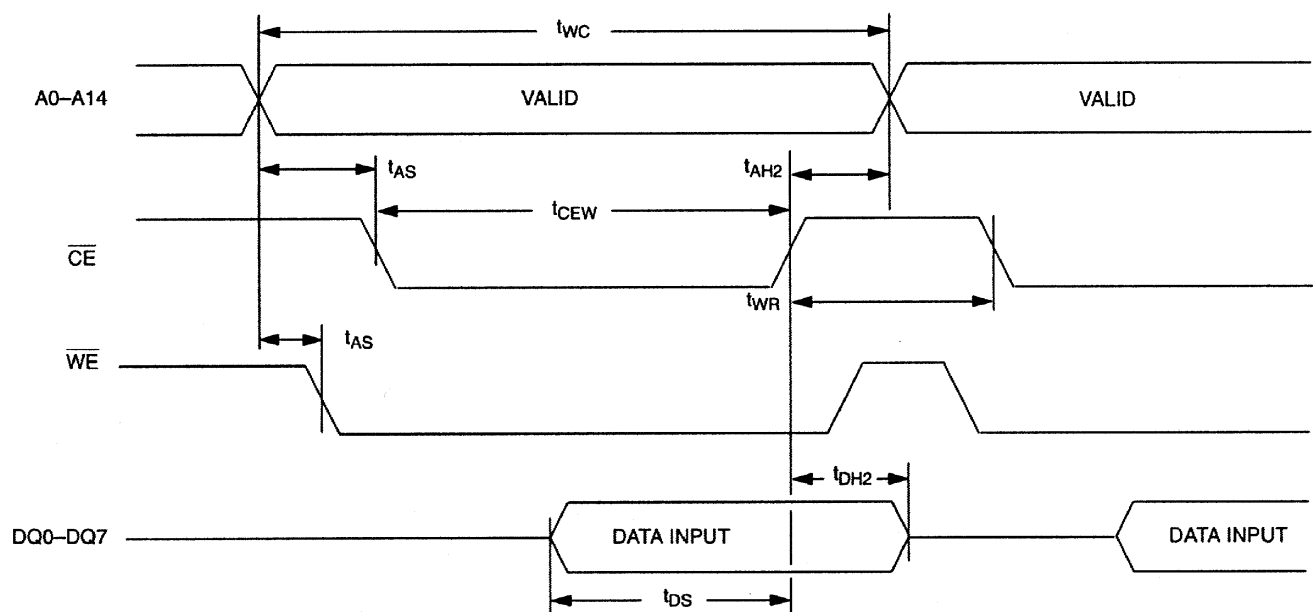 tWC
A0–A14
VALID
VALID
tAS
tAH2
tCEW
CE
tWR
tAS
WE
tDH2
DQ0–DQ7
DATA INPUT
DATA INPUT
tDS